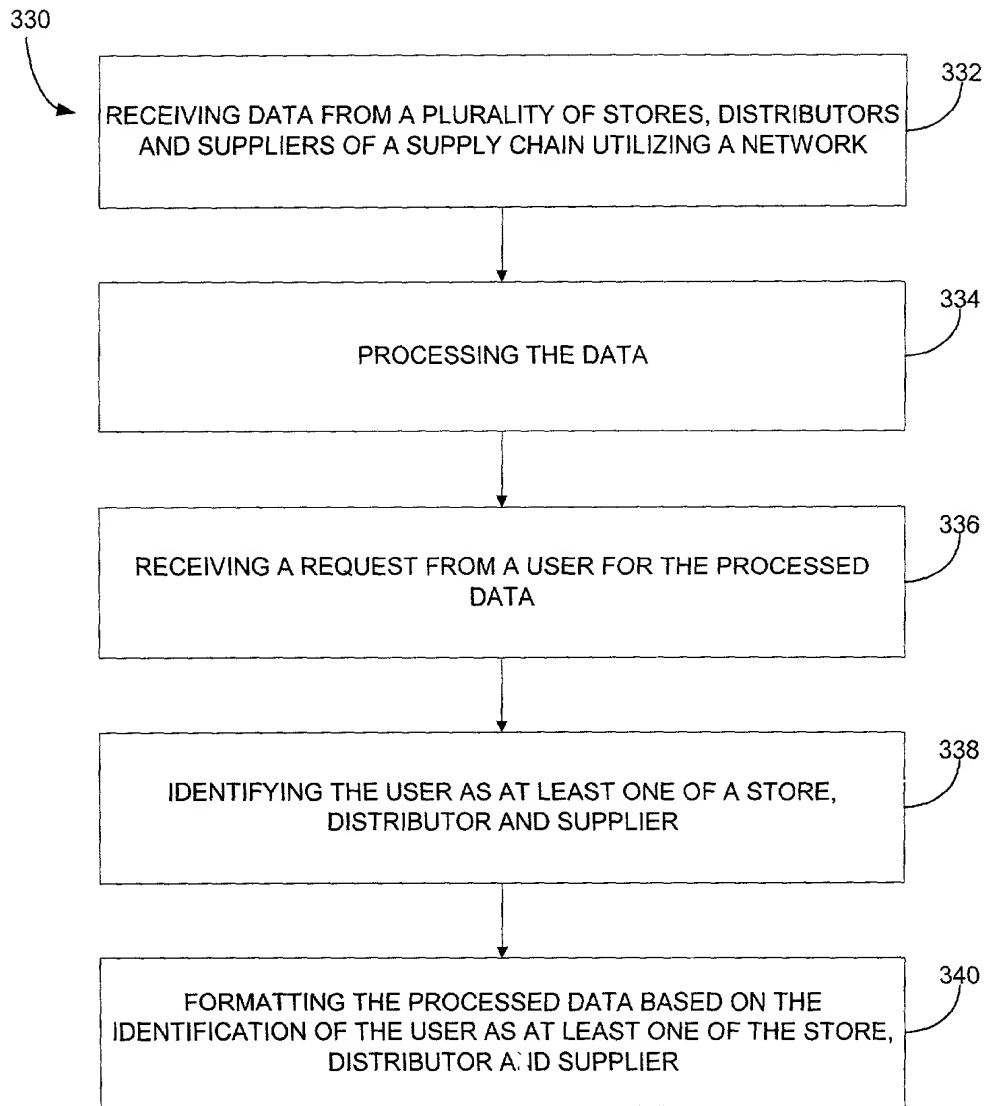 330
332
RECEIVING DATA FROM A PLURALITY OF STORES, DISTRIBUTORS
AND SUPPLIERS OF A SUPPLY CHAIN UTILIZING A NETWORK
334
PROCESSING THE DATA
336
RECEIVING A REQUEST FROM A USER FOR THE PROCESSED
DATA
338
IDENTIFYING THE USER AS AT LEAST ONE OF A STORE,
DISTRIBUTOR AND SUPPLIER
340
FORMATTING THE PROCESSED DATA BASED ON THE
IDENTIFICATION OF THE USER AS AT LEAST ONE OF THE STORE,
DISTRIBUTOR AND SUPPLIER